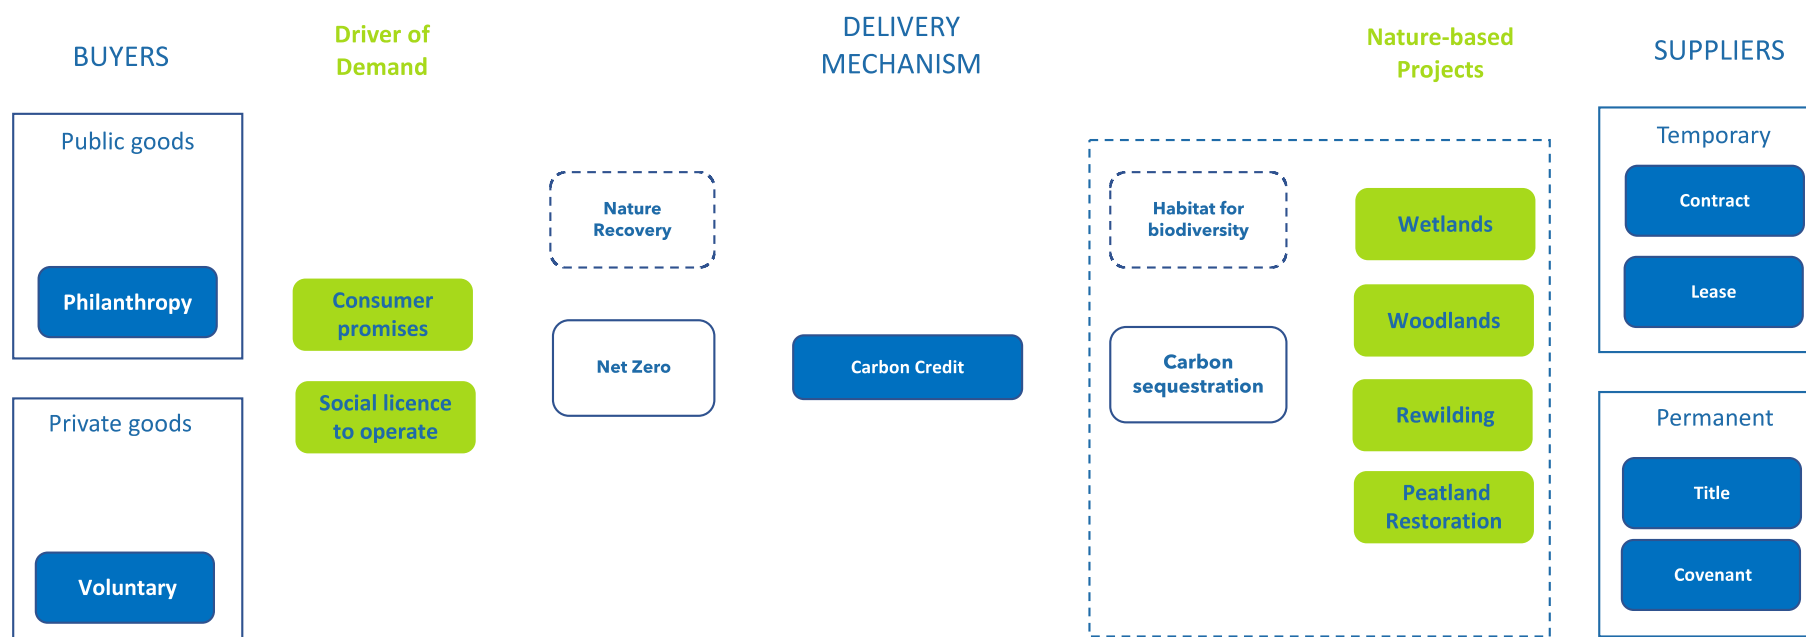 BUYERS
Driver of
Demand
DELIVERY
MECHANISM
Nature-based
Projects
SUPPLIERS
Public goods
Philanthropy
Private goods
Voluntary
Consumer
promises
Social licence
to operate
Nature
Recovery
Net Zero
Carbon Credit
Habitat for
biodiversity
Carbon
sequestration
Wetlands
Woodlands
Rewilding
Peatland
Restoration
Temporary
Contract
Lease
Permanent
Title
Covenant